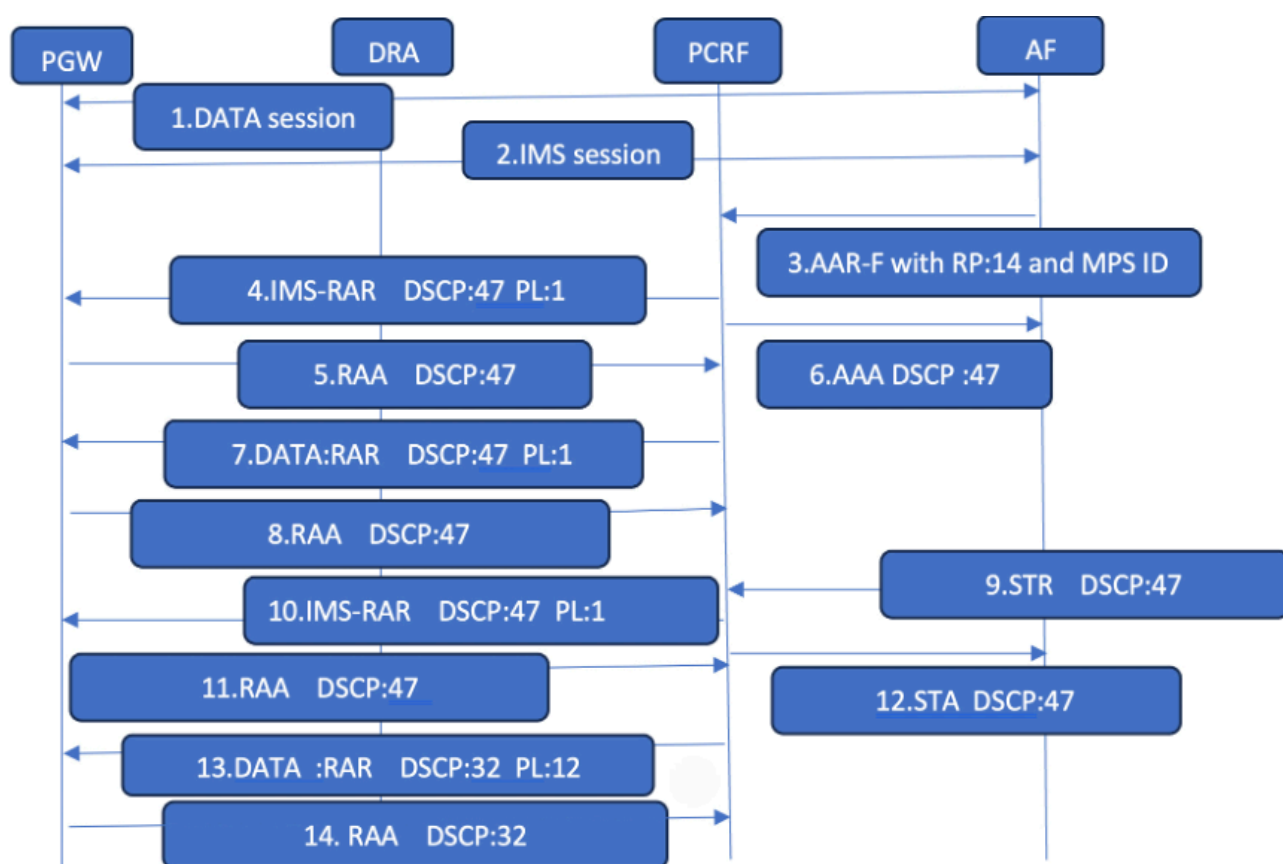 PGW
DRA
PCRF
AF
1.DATA session
2.IMS session
3.AAR-F with RP:14 and MPS ID
4.IMS-RAR DSCP:47 PL:1
5.RAA DSCP:47
6.AAA DSCP :47
7.DATA:RAR DSCP:47 PL:1
8.RAA DSCP:47
9.STR DSCP:47
10.IMS-RAR DSCP:47 PL:1
11.RAA DSCP:47
12.STA DSCP:47
13.DATA :RAR DSCP:32 PL:12
14. RAA DSCP:32